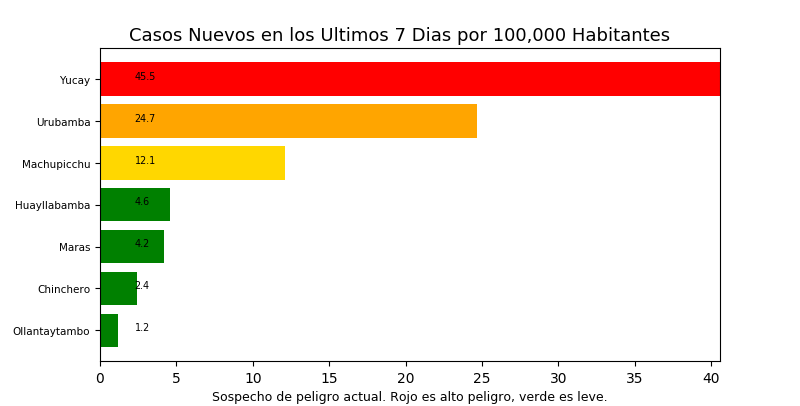 Casos Nuevos en los Ultimos 7 Dias por 100,000 Habitantes
Yucay 45.5
Urubamba 24.7
Machupicchu 12.1
Huayllabamba 4.6
Maras 4.2
Chinchero 2.4
Ollantaytambo 1.2
0 5 10 15 20 25 30 35 40
Sospecho de peligro actual. Rojo es alto peligro, verde es leve.